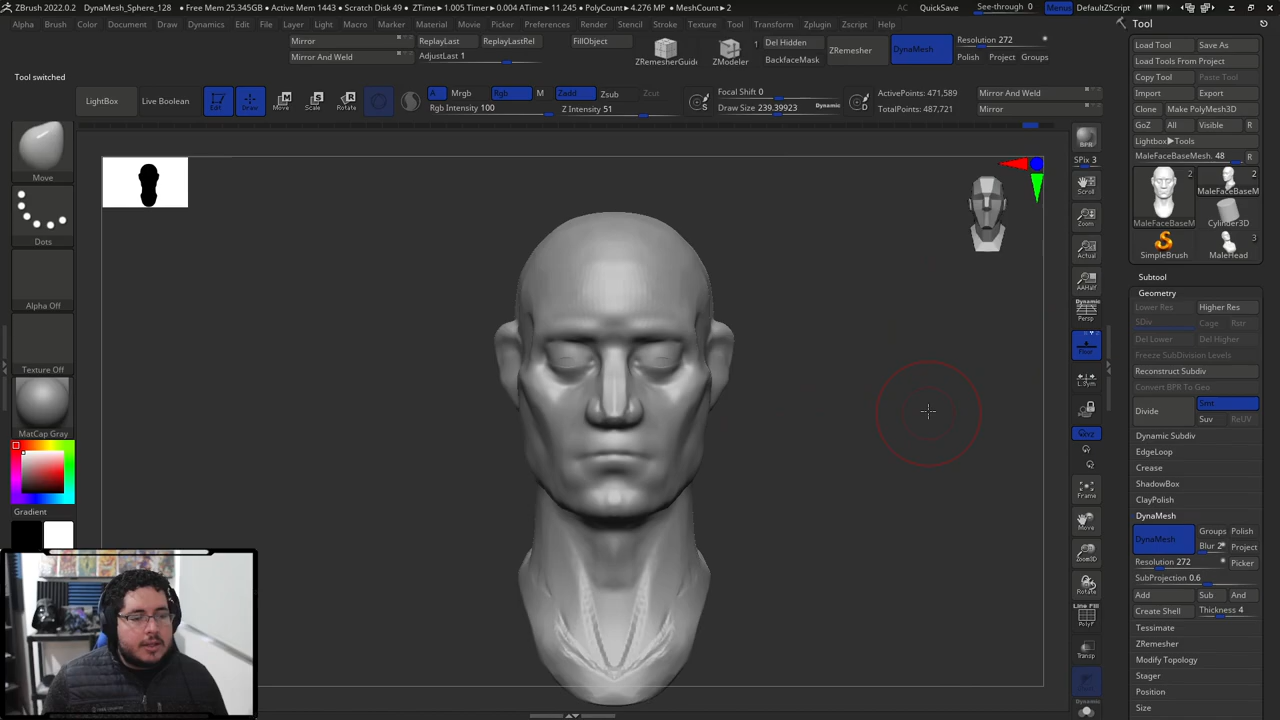 ZBrush 2022.0.2 DynaMesh_Sphere_128 • Free Mem 25.345GB • Active Mem 1443 • Scratch Disk 49 • ZTime▸1.005 Timer▸0.004 ATime▸11.245 PolyCount▸4.276 MP • MeshCount▸2 AC QuickSave See-through 0 Menus DefaultZScript
Alpha Brush Color Document Draw Dynamics Edit File Layer Light Macro Marker Material Movie Picker Preferences Render Stencil Stroke Texture Tool Transform Zplugin Zscript Help
Tool
Mirror ReplayLast ReplayLastRel FillObject
Mirror And Weld AdjustLast 1
ZRemesherGuide ZModeler 1
Del Hidden
BackfaceMask
ZRemesher DynaMesh
Resolution 272
Polish Project Groups
Tool switched
LightBox Live Boolean Edit Draw Move Scale Rotate
A Mrgb Rgb M Zadd Zsub Zcut
Rgb Intensity 100 Z Intensity 51
Focal Shift 0
Draw Size 239.39923 Dynamic
ActivePoints: 471,589
TotalPoints: 487,721
Mirror And Weld
Mirror
Move
Dots
Alpha Off
Texture Off
MatCap Gray
Gradient
BPR
SPix 3
Scroll
Zoom
Actual
AAHalf
Dynamic
Persp
Floor
L.Sym
Frame
Move
Zoom3D
Rotate
Line Fill
PolyF
Transp
Dynamic
Load Tool Save As
Load Tools From Project
Copy Tool Paste Tool
Import Export
Clone Make PolyMesh3D
GoZ All Visible R
Lightbox▸Tools
MaleFaceBaseMesh. 48 R
2 2
MaleFaceBaseM
MaleFaceBaseM Cylinder3D
3
SimpleBrush MaleHead
Subtool
Geometry
Lower Res Higher Res
SDiv Cage Rstr
Del Lower Del Higher
Freeze SubDivision Levels
Reconstruct Subdiv
Convert BPR To Geo
Divide Smt
Suv ReUV
Dynamic Subdiv
EdgeLoop
Crease
ShadowBox
ClayPolish
DynaMesh
DynaMesh Groups Polish
Blur 2 Project
Resolution 272 Picker
SubProjection 0.6
Add Sub And
Create Shell Thickness 4
Tessimate
ZRemesher
Modify Topology
Stager
Position
Size